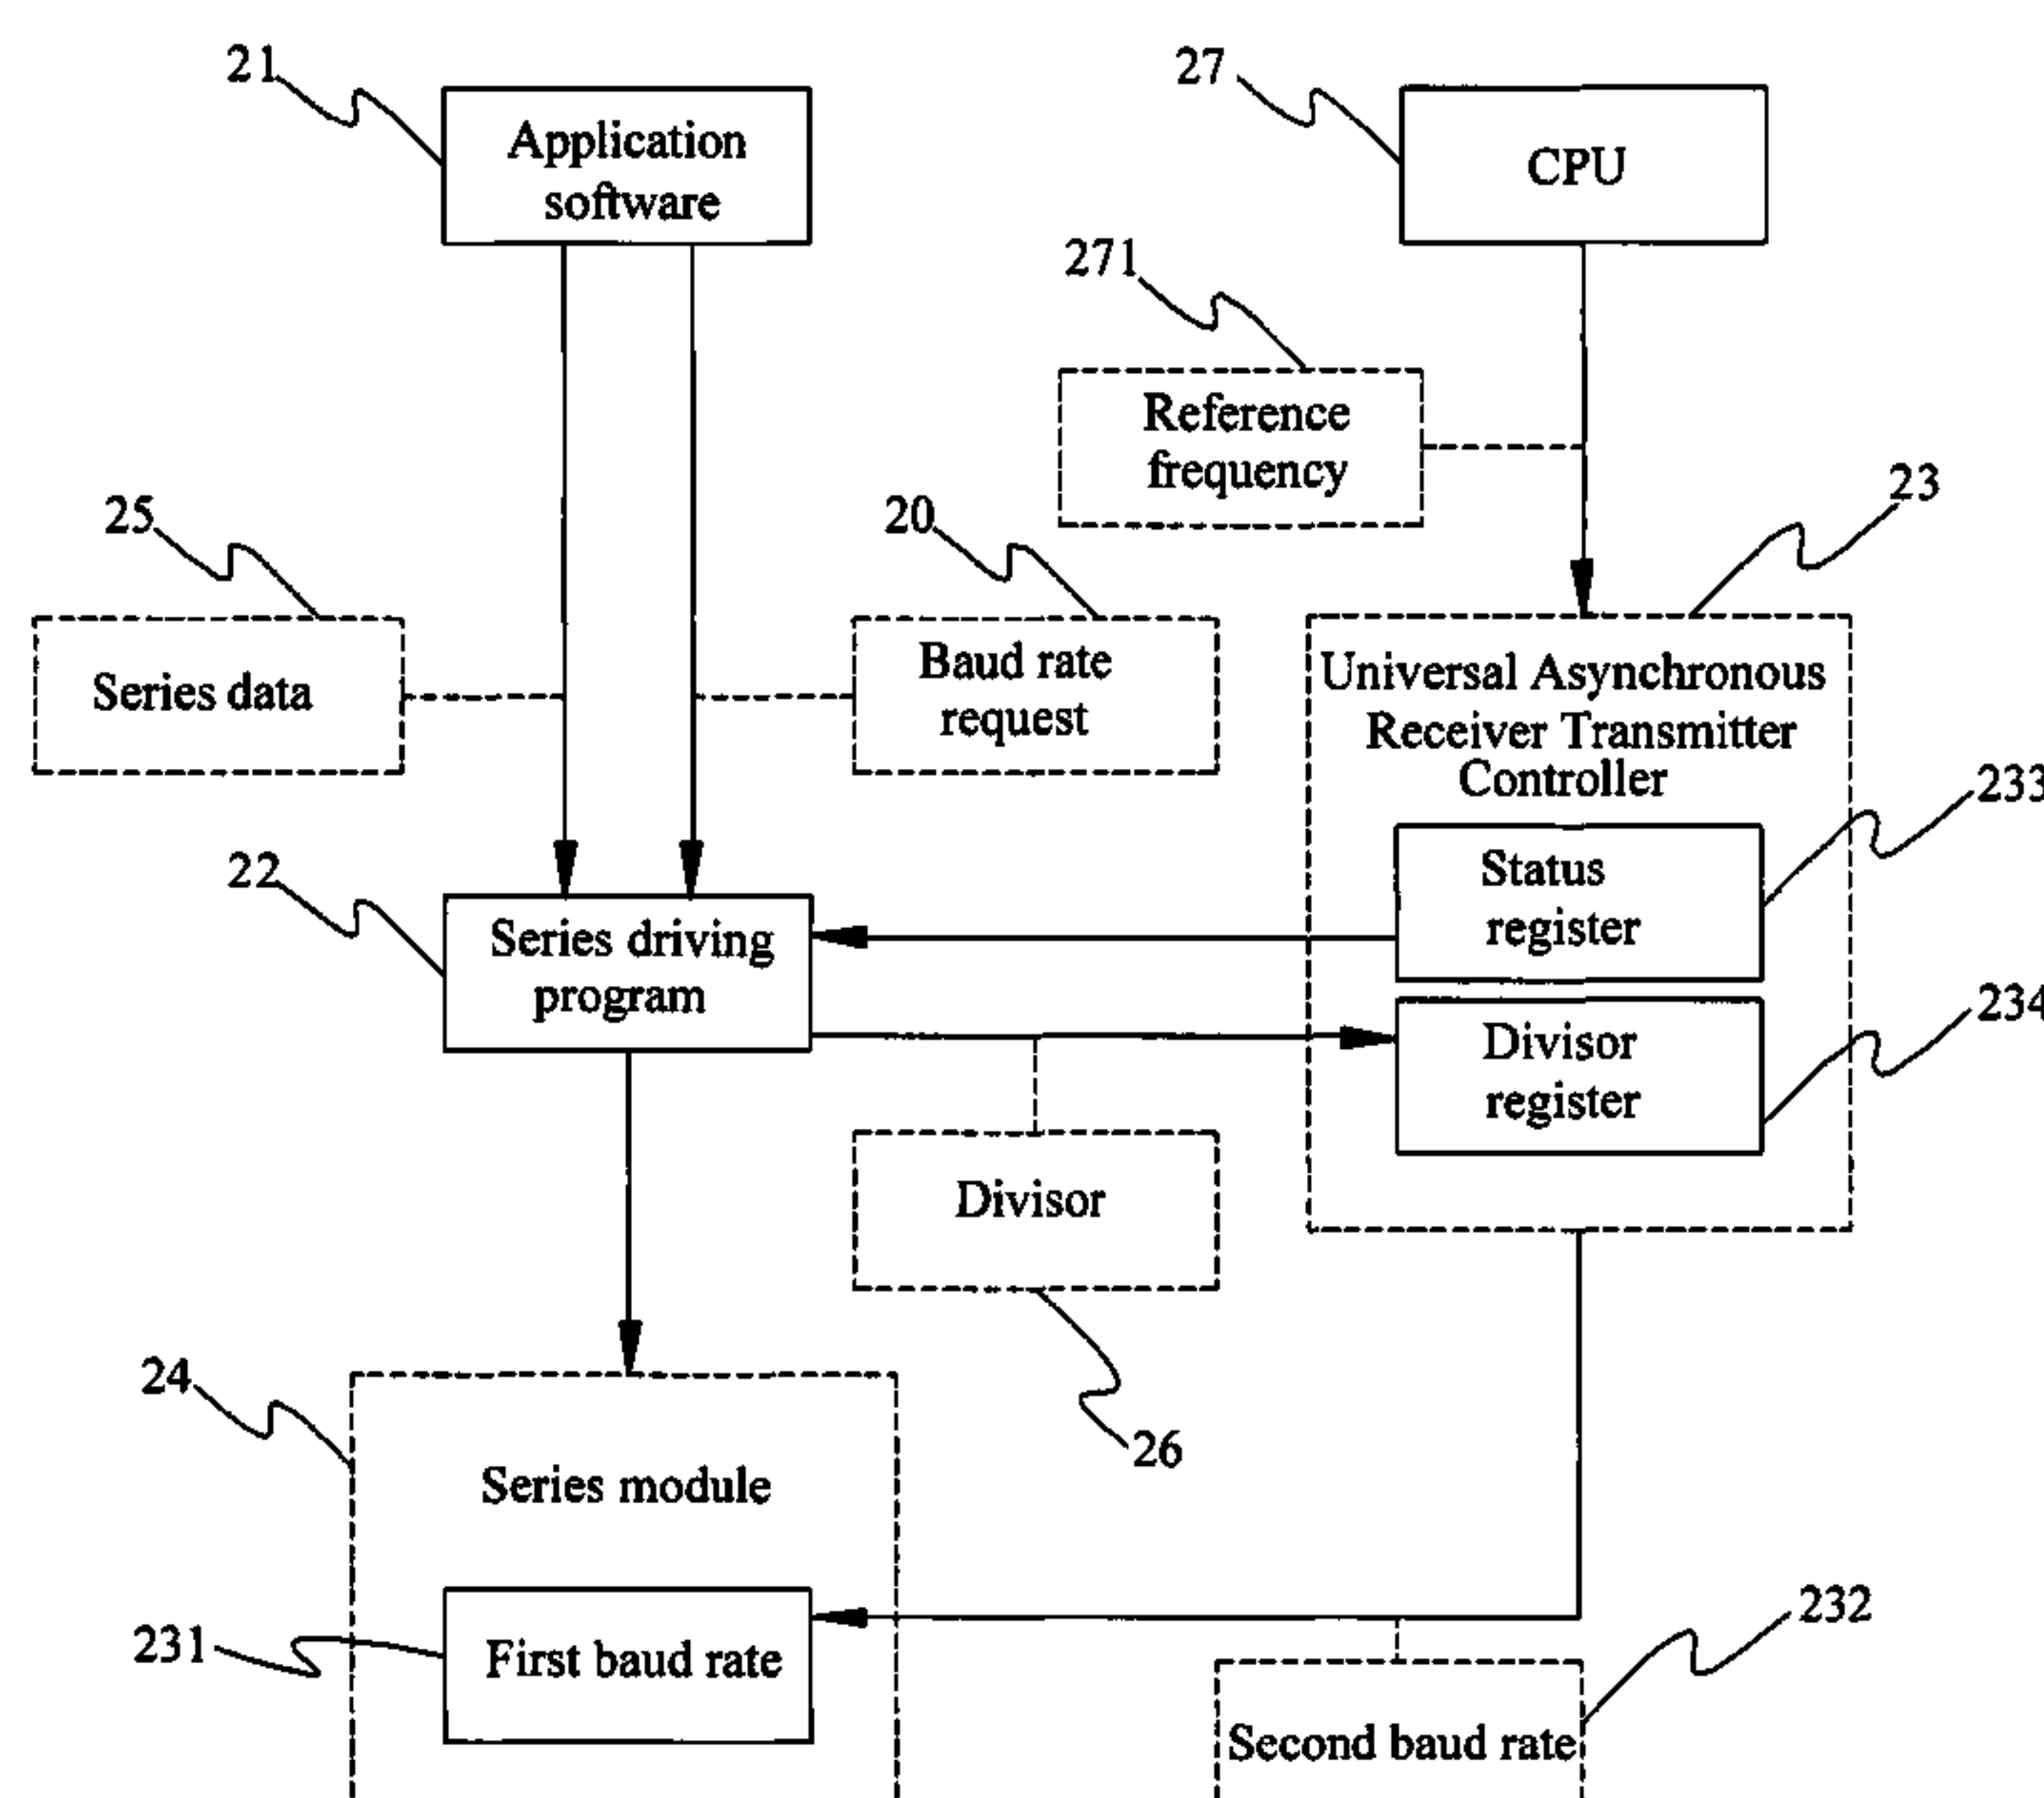 21
27
Application
software
CPU
271
Reference
frequency
23
25
20
Series data
Baud rate
request
Universal Asynchronous
Receiver Transmitter
Controller
233
Status
register
22
Series driving
program
234
Divisor
register
Divisor
24
26
Series module
231
First baud rate
232
Second baud rate